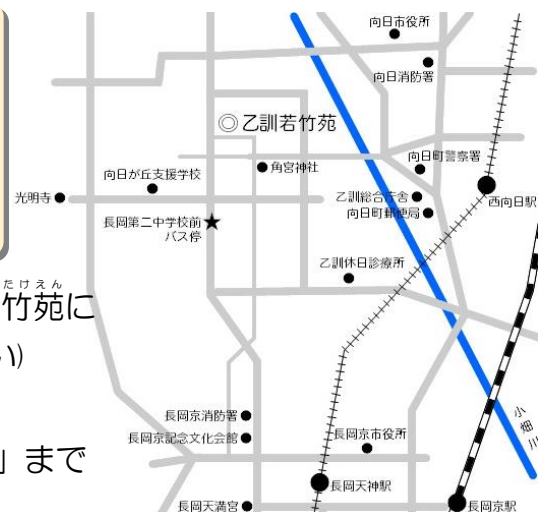 向日市役所
向日消防署
◎乙訓若竹苑
向日町警察署
角宮神社
向日が丘支援学校
光明寺
乙訓総合庁舎
向日町郵便局
西向日駅
長岡第二中学校前
バス停
乙訓休日診療所
たけえん
竹苑に
い)
小畑川
長岡京消防署
長岡京記念文化会館
長岡京市役所
」まで
長岡天神駅
長岡天満宮
長岡京駅